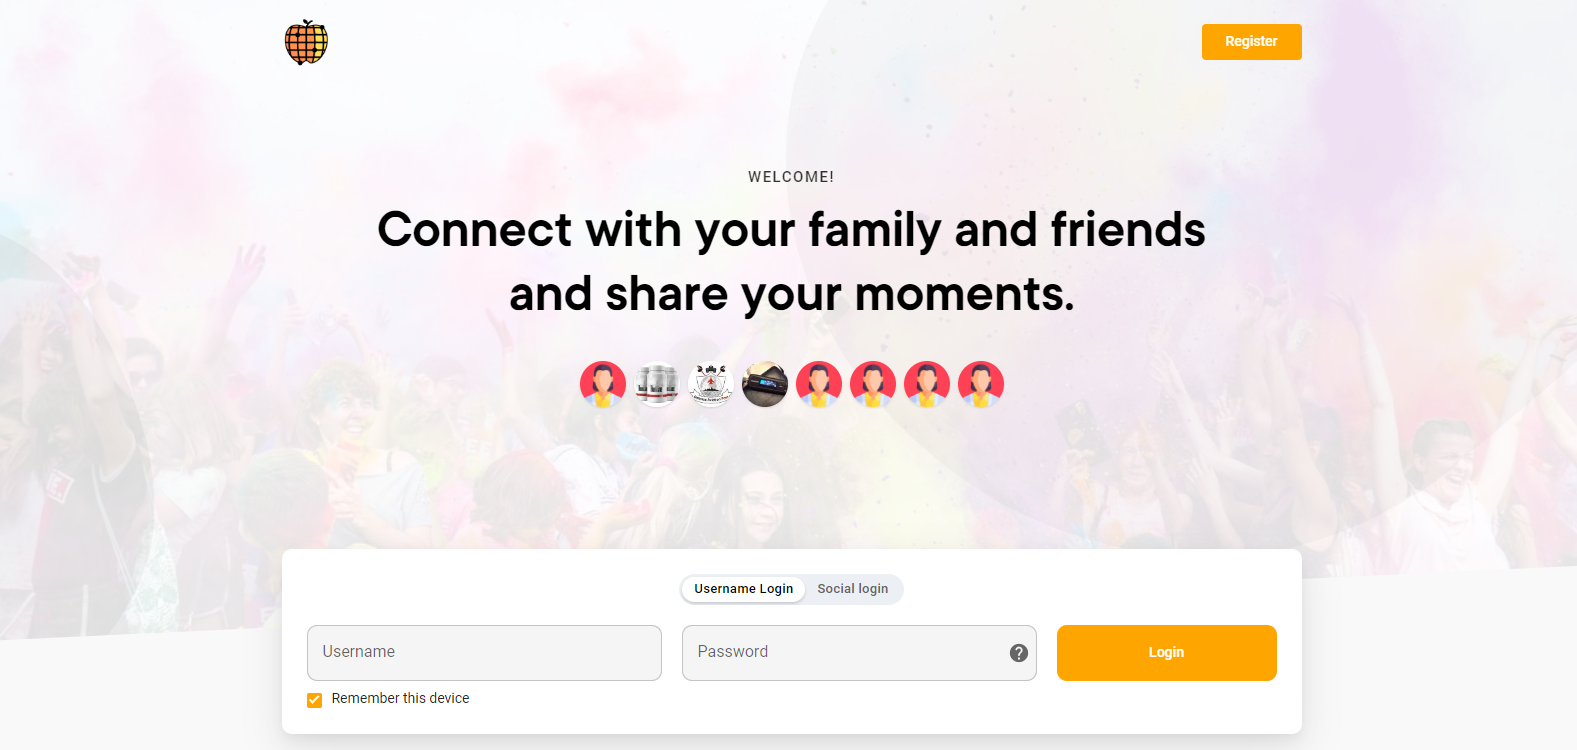 Register
WELCOME!
Connect with your family and friends
and share your moments.
Username Login
Social login
Username
Password
?
Login
Remember this device